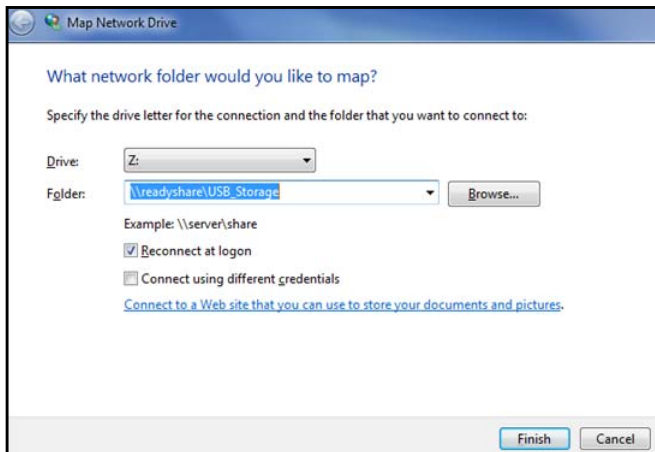 Map Network Drive
What network folder would you like to map?
Specify the drive letter for the connection and the folder that you want to connect to:
Drive: Z:
Folder: \\readyshare\USB_Storage Browse...
Example: \\server\share
Reconnect at logon
Connect using different credentials
Connect to a Web site that you can use to store your documents and pictures.
Finish Cancel